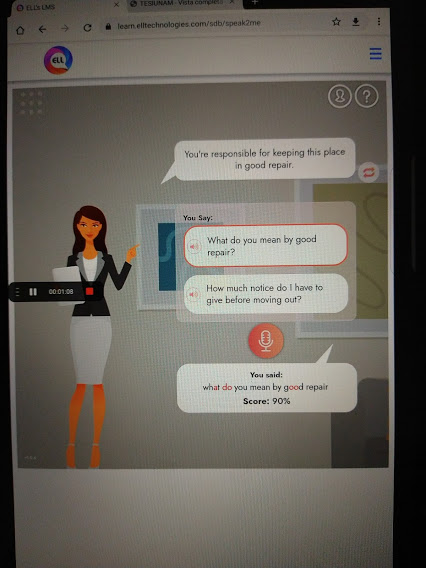 ELL's LMS
TESIUNAM - Vista complet
learn.elltechnologies.com/sdb/speak2me
ELL
You're responsible for keeping this place
in good repair.
You Say:
What do you mean by good
repair?
How much notice do I have to
give before moving out?
00:01:08
You said:
what do you mean by good repair
Score: 90%